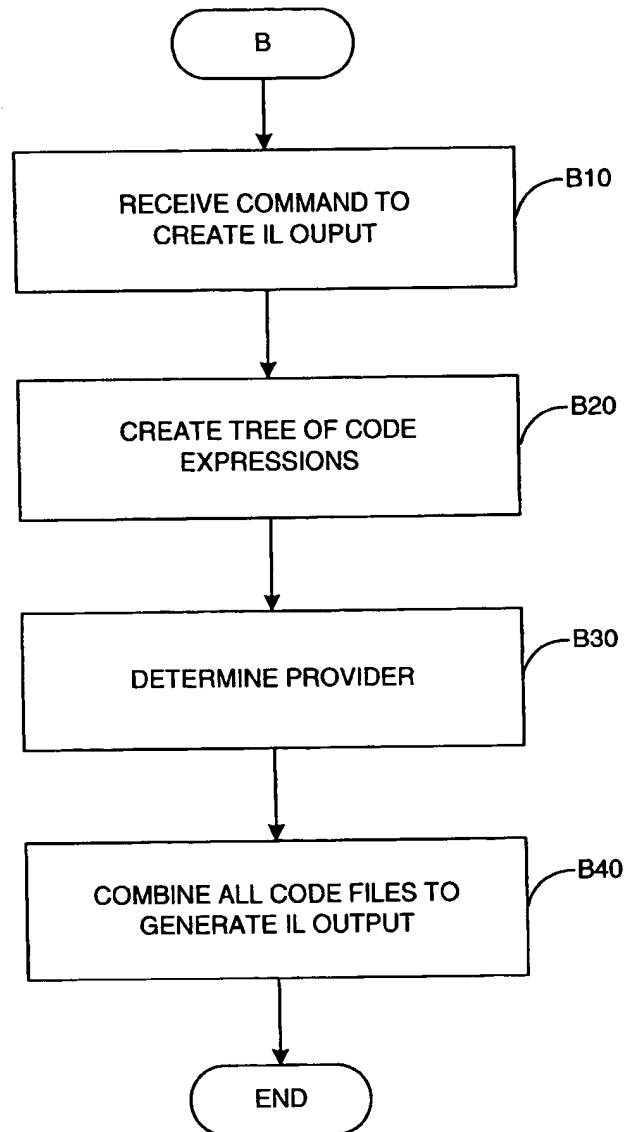 B
RECEIVE COMMAND TO
CREATE IL OUPUT
B10
CREATE TREE OF CODE
EXPRESSIONS
B20
DETERMINE PROVIDER
B30
COMBINE ALL CODE FILES TO
GENERATE IL OUTPUT
B40
END